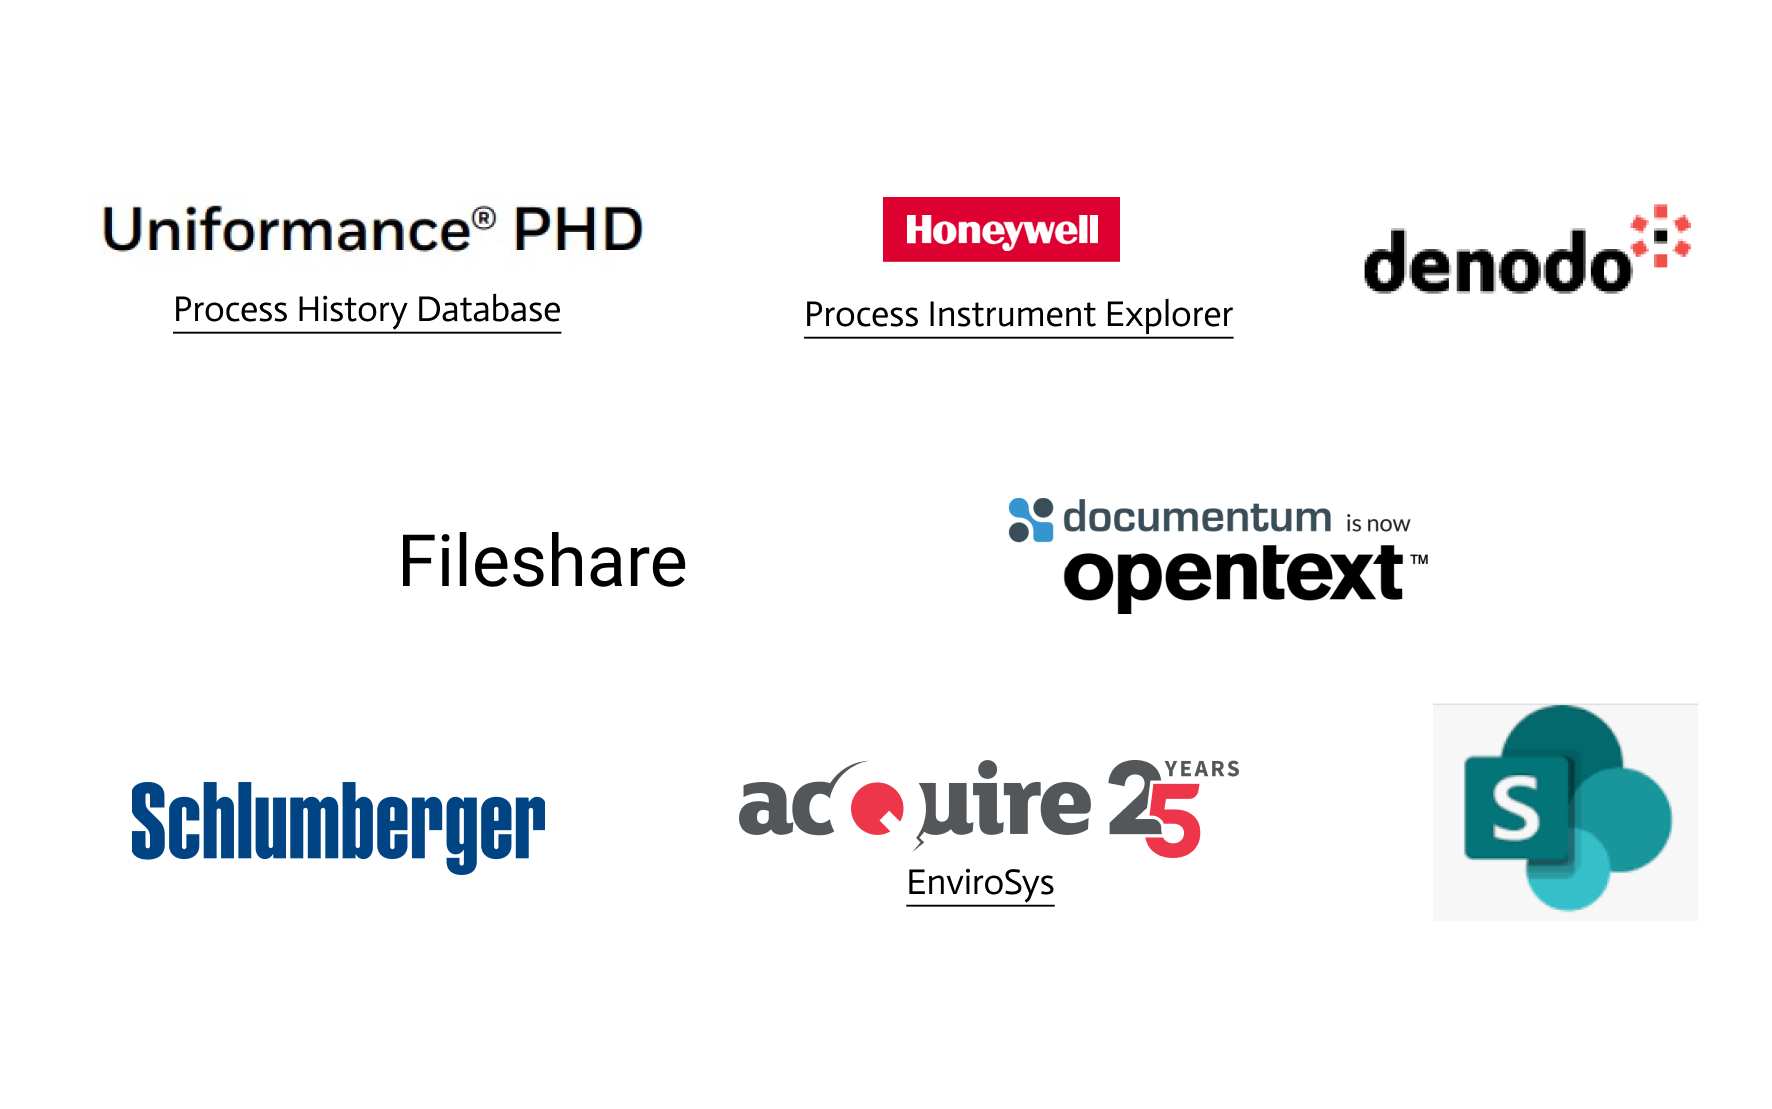 Uniformance® PHD
Process History Database
Honeywell
Process Instrument Explorer
denodo
Fileshare
documentum is now
opentext™
Schlumberger
acQuire 25 YEARS
EnviroSys
S